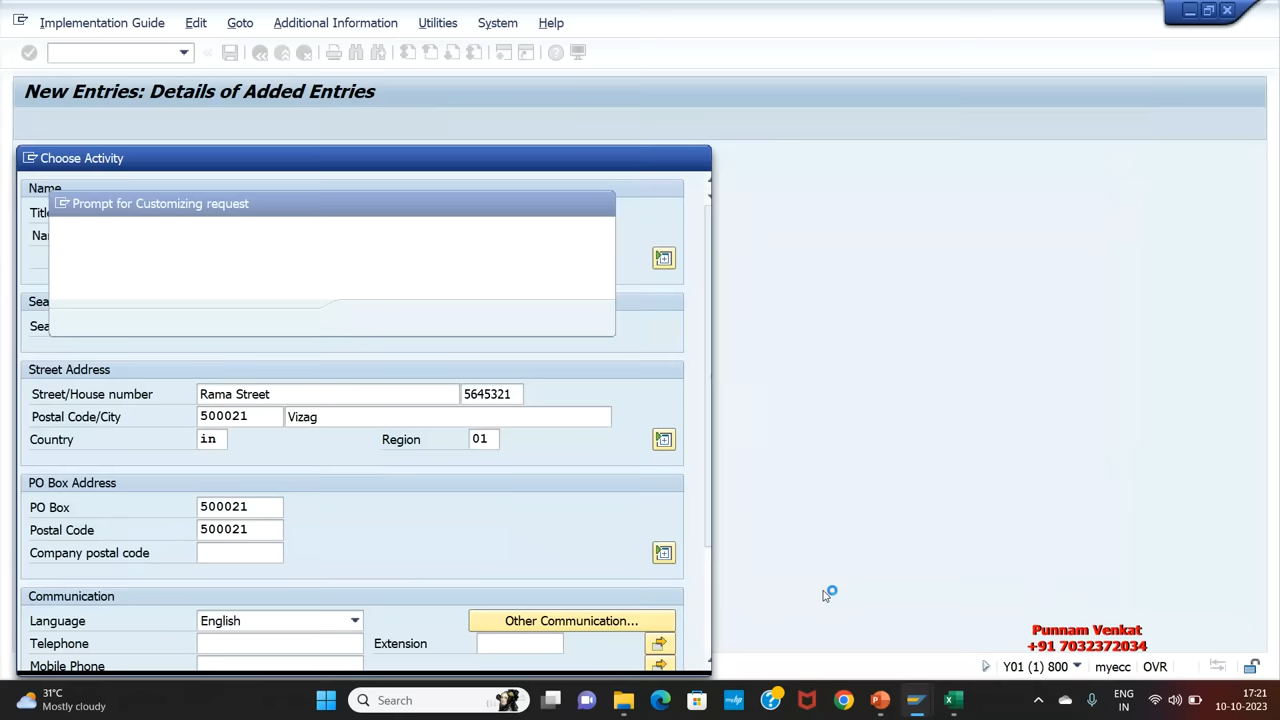 Implementation Guide Edit Goto Additional Information Utilities System Help
New Entries: Details of Added Entries
Choose Activity
Name
Prompt for Customizing request
Street Address
Street/House number Rama Street 5645321
Postal Code/City 500021 Vizag
Country in Region 01
PO Box Address
PO Box 500021
Postal Code 500021
Company postal code
Communication
Language English Other Communication...
Telephone Extension
Mobile Phone
Punnam Venkat
+91 7032372034
Y01 (1) 800 myecc OVR
31°C
Mostly cloudy
Search
ENG
IN
17:21
10-10-2023